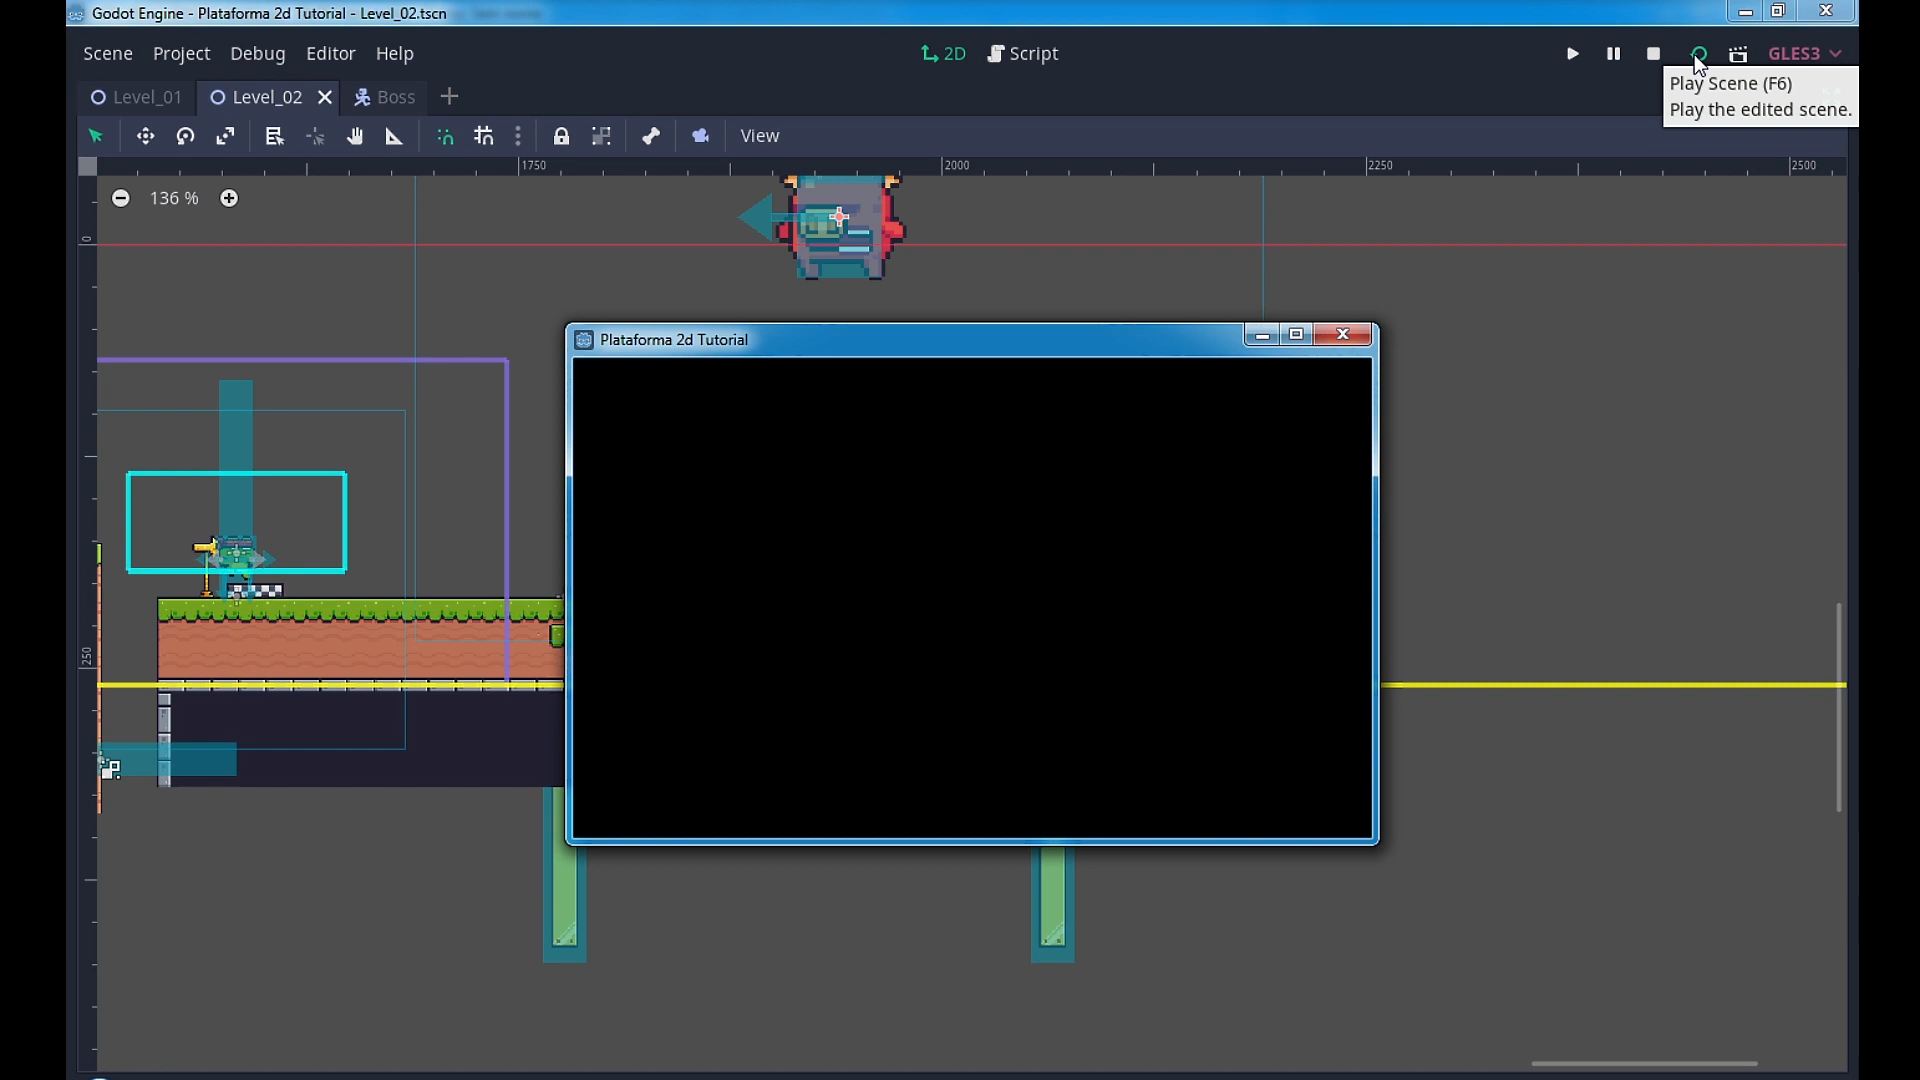 Godot Engine - Plataforma 2d Tutorial - Level_02.tscn
Scene Project Debug Editor Help 2D Script GLES3
Play Scene (F6)
Play the edited scene.
Level_01 Level_02 Boss
View
1750 2000 2250 2500
136 %
0
Plataforma 2d Tutorial
250